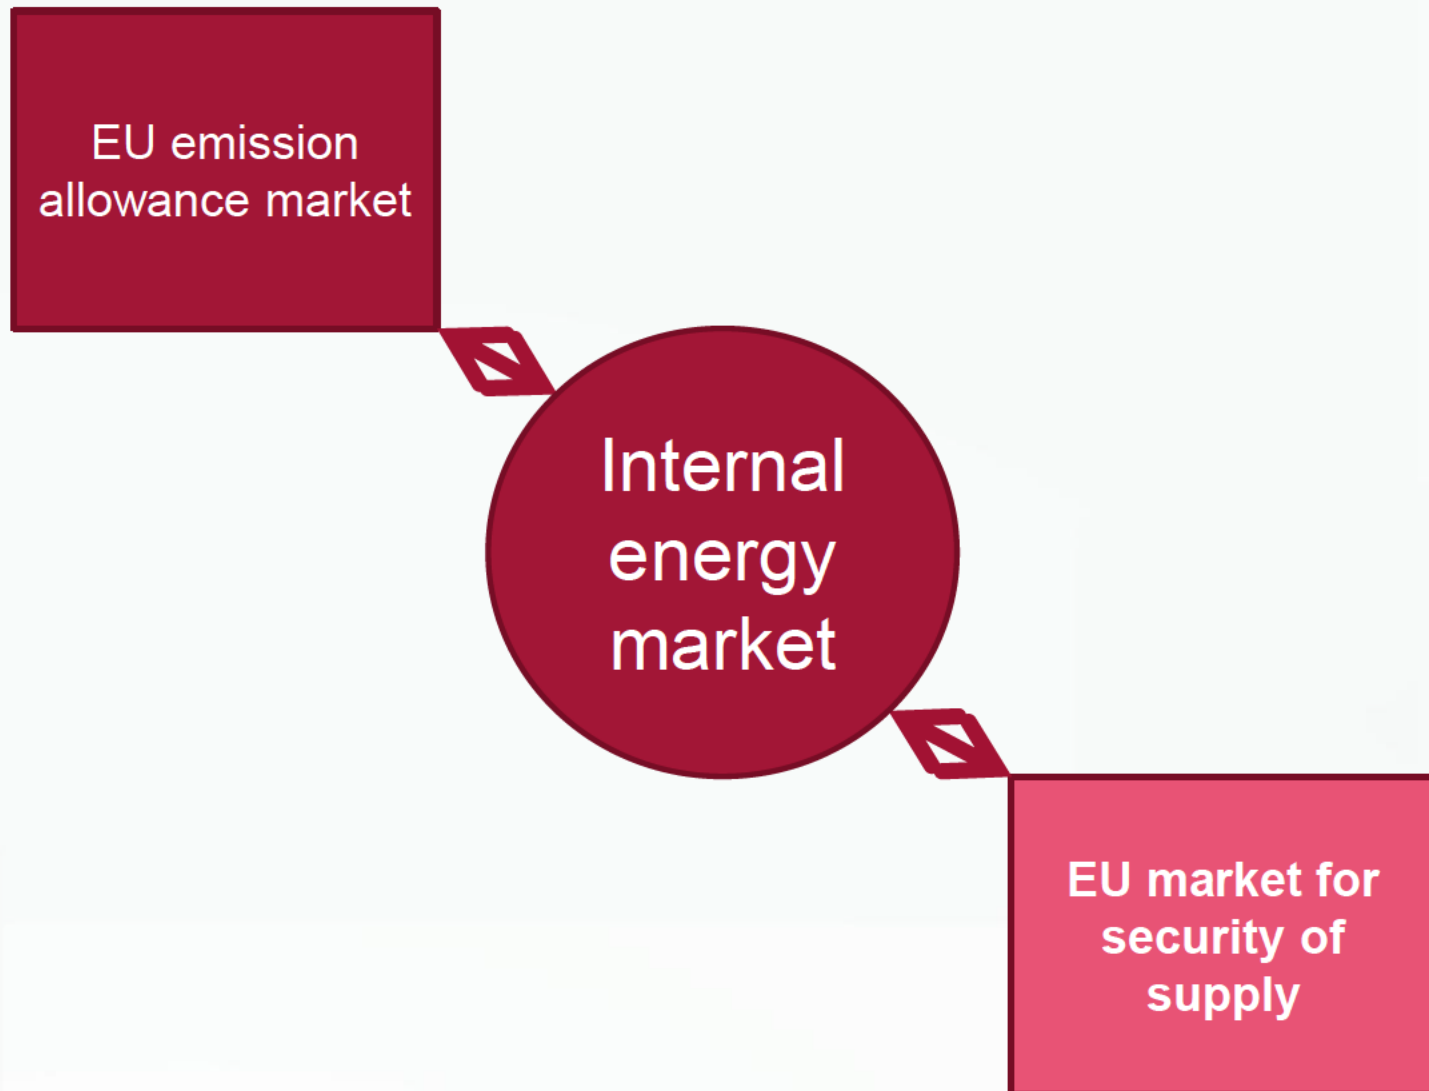 EU emission
allowance market
Internal
energy
market
EU market for
security of
supply